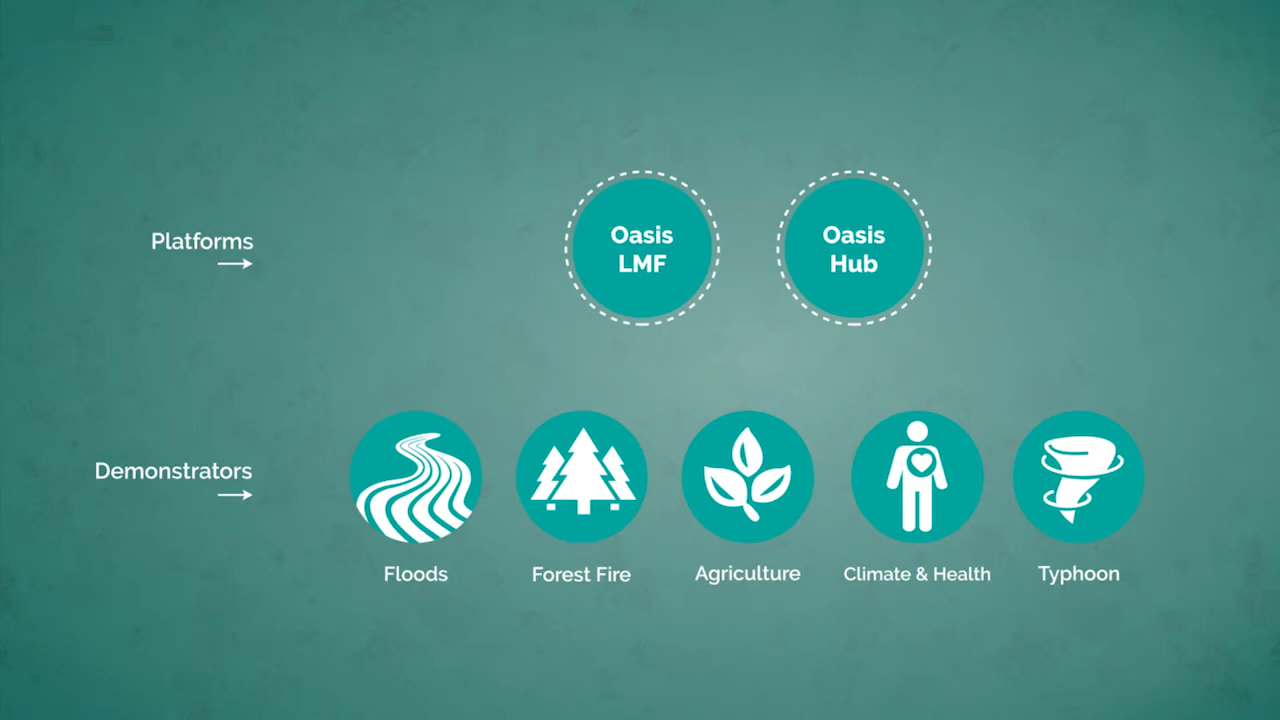 Platforms
Oasis
LMF
Oasis
Hub
Demonstrators
Floods
Forest Fire
Agriculture
Climate & Health
Typhoon